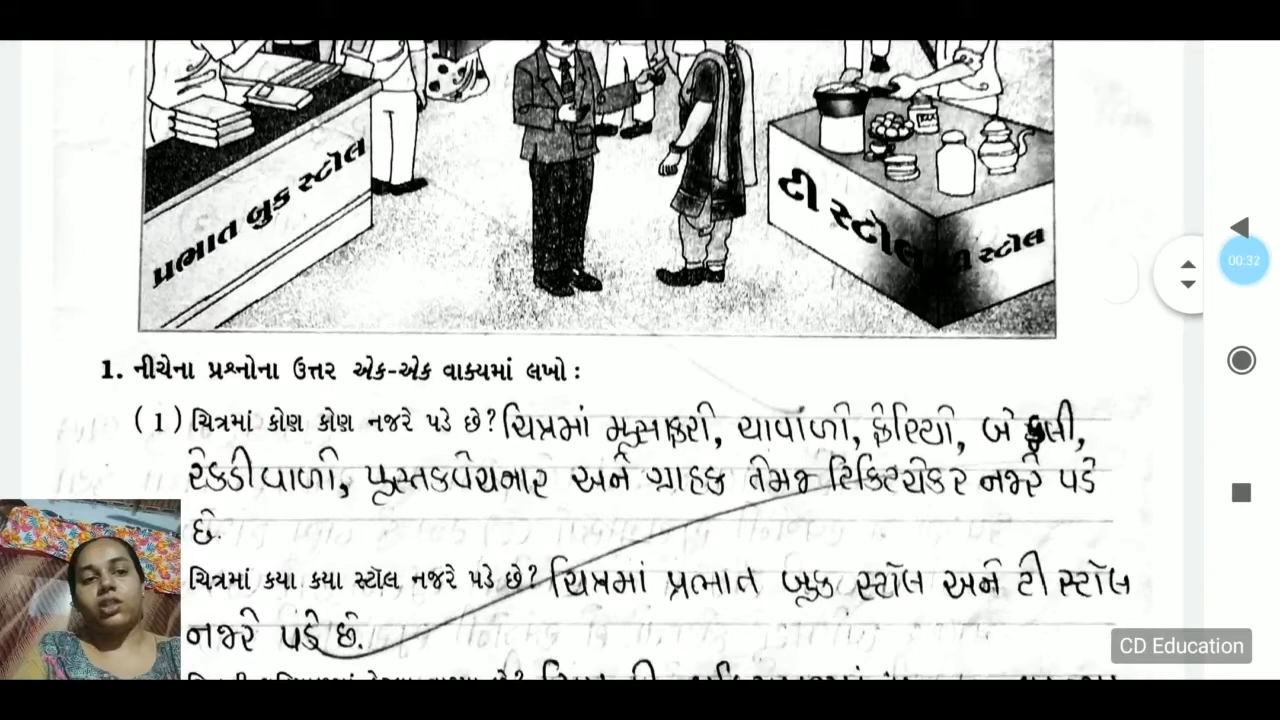 પ્રભાત બુક સ્ટોલ
ટી સ્ટોલ
સ્ટોલ
00:32
1. નીચેના પ્રશ્નોના ઉત્તર એક-એક વાક્યમાં લખો :
(1) ચિત્રમાં કોણ કોણ નજરે પડે છે? ચિત્રમાં મૂસાફરી, ચાવાળી, ફેરિયો, બે કુલી,
રેકડીવાળી, પુસ્તકવેચનાર અને ગ્રાહક તેમજ ટિકિટચેકર નજરે પડે
છે.
ચિત્રમાં કયા કયા સ્ટૉલ નજરે પડે છે? ચિત્રમાં પ્રભાત બૂક સ્ટૉલ અને ટી સ્ટૉલ
નજરે પડે છે.
CD Education